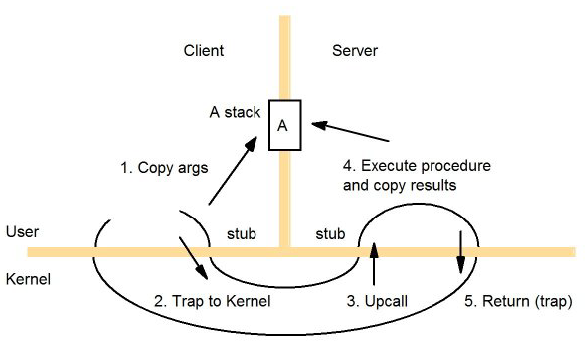 Client
Server
A stack
A
1. Copy args
4. Execute procedure
and copy results
User
stub
stub
Kernel
2. Trap to Kernel
3. Upcall
5. Return (trap)